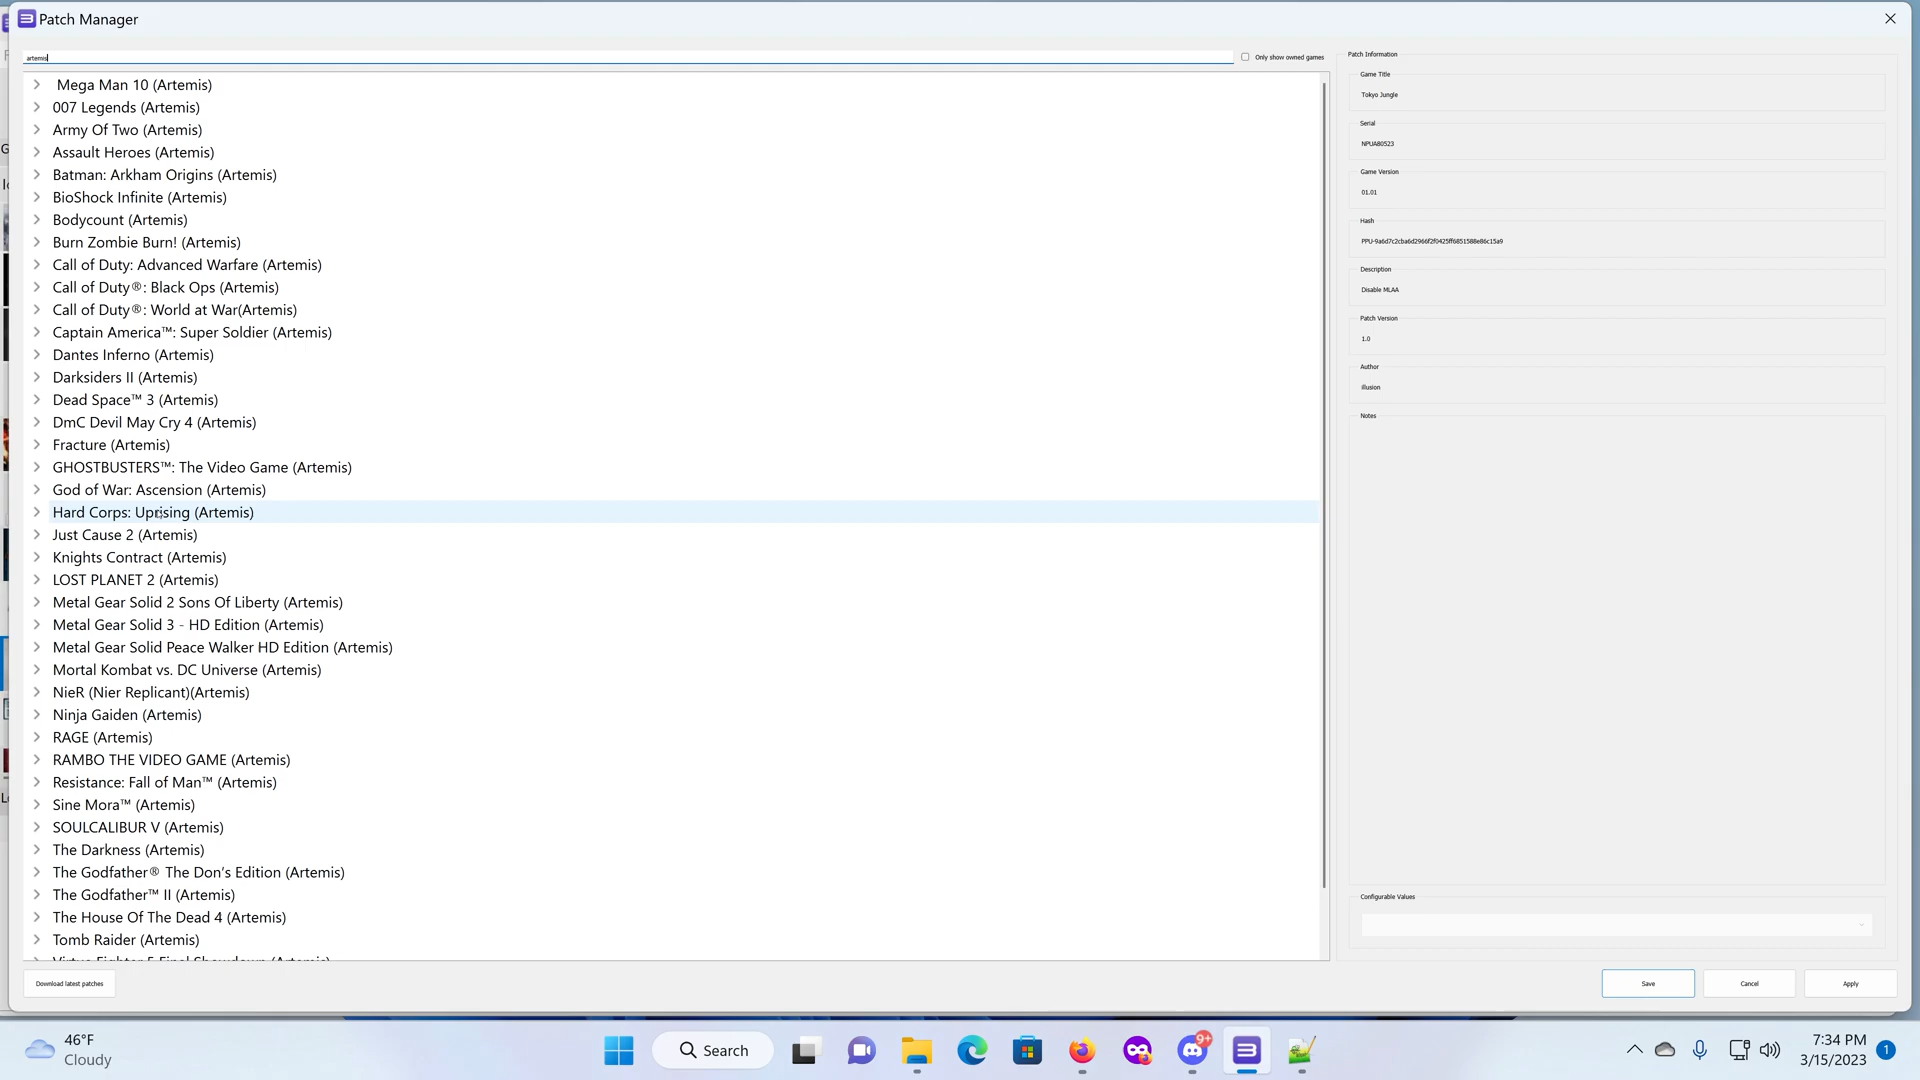 Patch Manager
artemis
Only show owned games
Mega Man 10 (Artemis)
007 Legends (Artemis)
Army Of Two (Artemis)
Assault Heroes (Artemis)
Batman: Arkham Origins (Artemis)
BioShock Infinite (Artemis)
Bodycount (Artemis)
Burn Zombie Burn! (Artemis)
Call of Duty: Advanced Warfare (Artemis)
Call of Duty®: Black Ops (Artemis)
Call of Duty®: World at War(Artemis)
Captain America™: Super Soldier (Artemis)
Dantes Inferno (Artemis)
Darksiders II (Artemis)
Dead Space™ 3 (Artemis)
DmC Devil May Cry 4 (Artemis)
Fracture (Artemis)
GHOSTBUSTERS™: The Video Game (Artemis)
God of War: Ascension (Artemis)
Hard Corps: Uprising (Artemis)
Just Cause 2 (Artemis)
Knights Contract (Artemis)
LOST PLANET 2 (Artemis)
Metal Gear Solid 2 Sons Of Liberty (Artemis)
Metal Gear Solid 3 - HD Edition (Artemis)
Metal Gear Solid Peace Walker HD Edition (Artemis)
Mortal Kombat vs. DC Universe (Artemis)
NieR (Nier Replicant)(Artemis)
Ninja Gaiden (Artemis)
RAGE (Artemis)
RAMBO THE VIDEO GAME (Artemis)
Resistance: Fall of Man™ (Artemis)
Sine Mora™ (Artemis)
SOULCALIBUR V (Artemis)
The Darkness (Artemis)
The Godfather® The Don's Edition (Artemis)
The Godfather™ II (Artemis)
The House Of The Dead 4 (Artemis)
Tomb Raider (Artemis)
Virtua Fighter 5 Final Showdown (Artemis)
Patch Information
Game Title
Tokyo Jungle
Serial
NPUA80523
Game Version
01.01
Hash
PPU-9a6d7c2cba6d2966f2f0425ff6851588e86c15a9
Description
Disable MLAA
Patch Version
1.0
Author
illusion
Notes
Configurable Values
Download latest patches
Save
Cancel
Apply
46°F
Cloudy
Search
9+
7:34 PM
3/15/2023
1